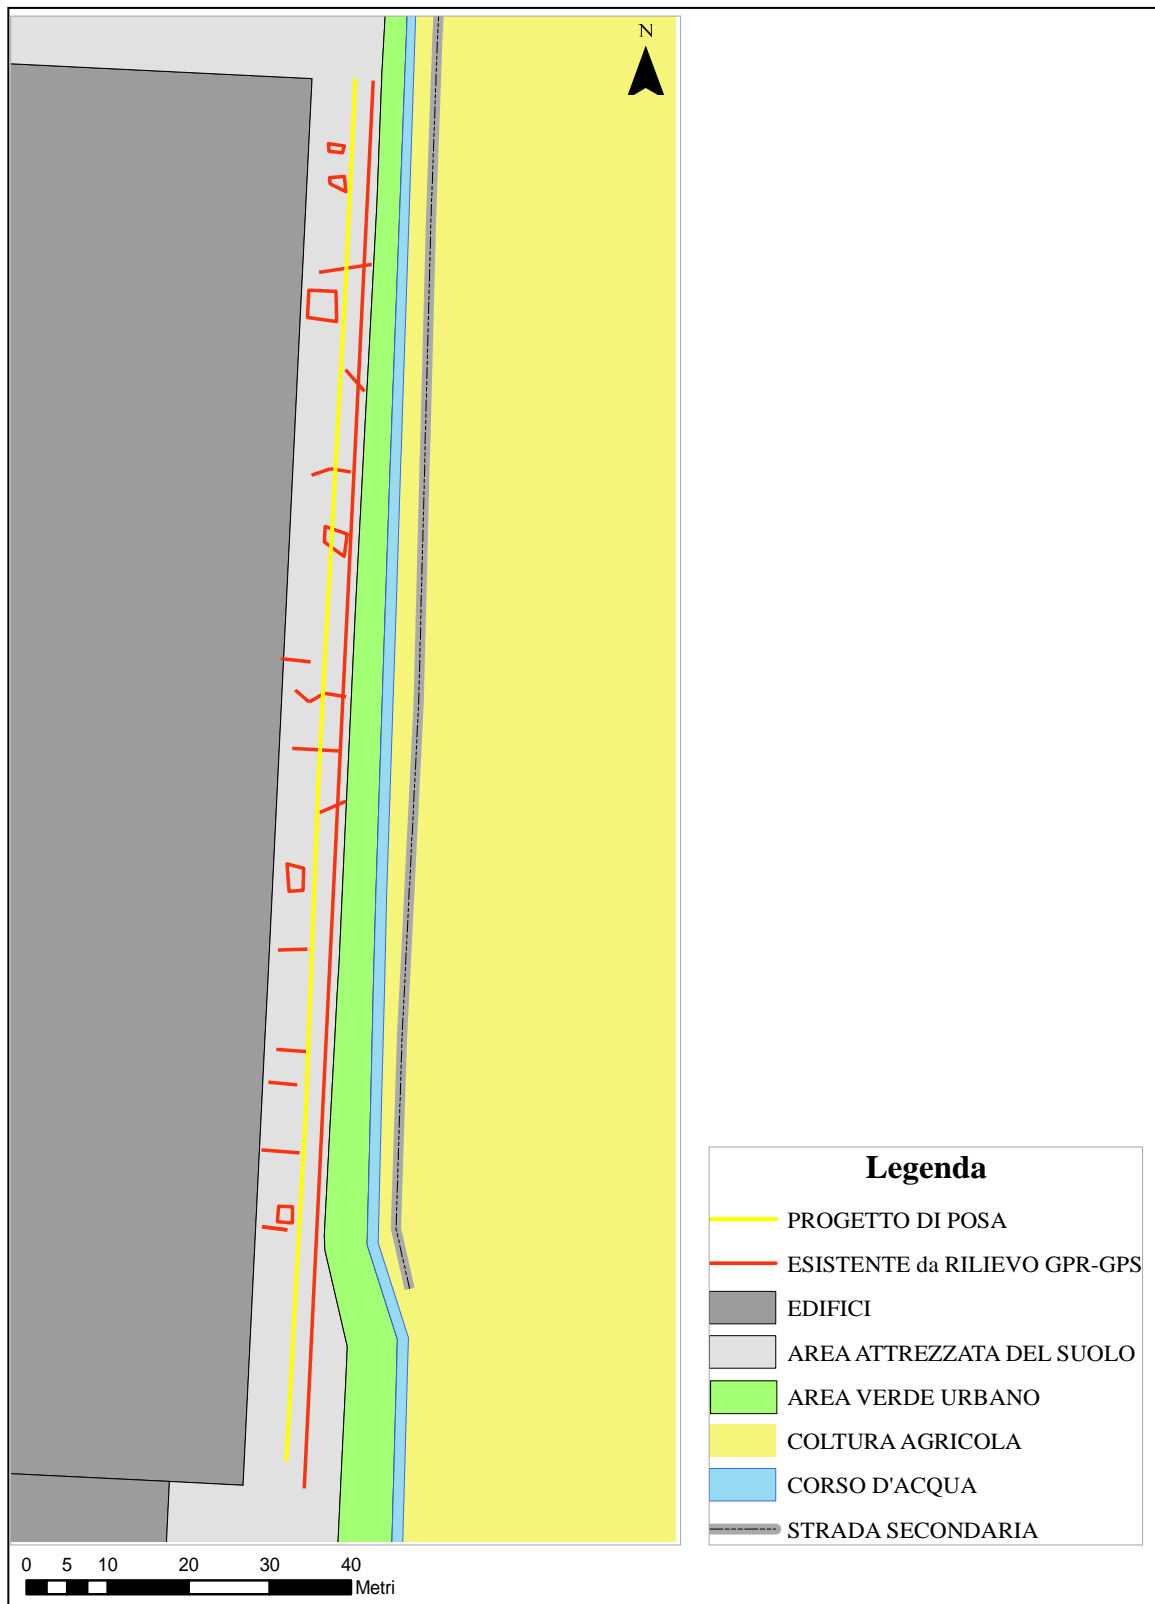 N
Legenda
PROGETTO DI POSA
ESISTENTE da RILIEVO GPR-GPS
EDIFICI
AREA ATTREZZATA DEL SUOLO
AREA VERDE URBANO
COLTURA AGRICOLA
CORSO D'ACQUA
STRADA SECONDARIA
0 5 10 20 30 40
Metri